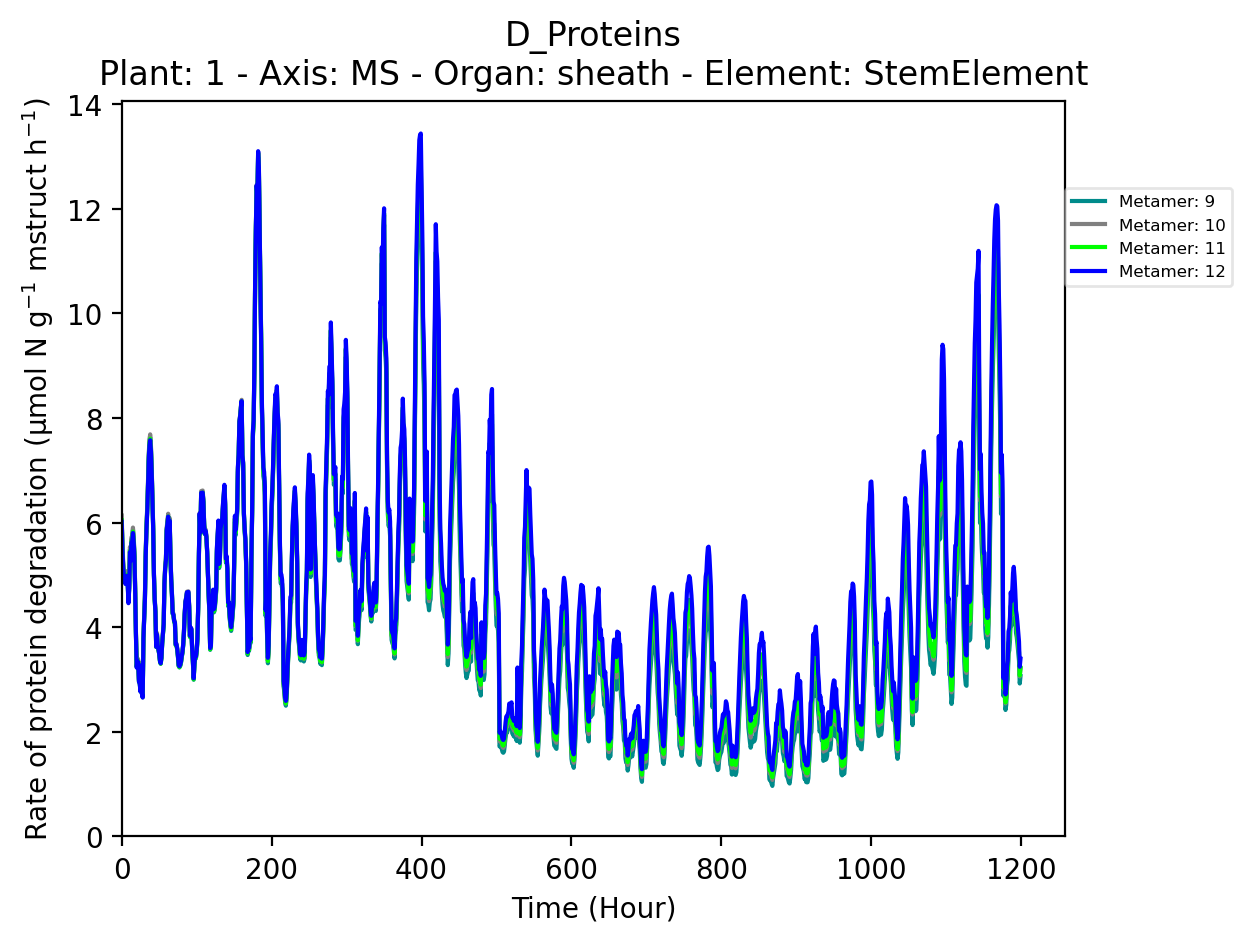 D_Proteins
Plant: 1 - Axis: MS - Organ: sheath - Element: StemElement
Rate of protein degradation (µmol N g⁻¹ mstruct h⁻¹)
14
12
10
8
6
4
2
0
0 200 400 600 800 1000 1200
Time (Hour)
Metamer: 9
Metamer: 10
Metamer: 11
Metamer: 12